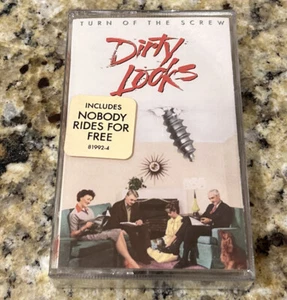 TURN OF THE SCREW
Dirty Looks
INCLUDES
NOBODY
RIDES FOR
FREE
81992-4